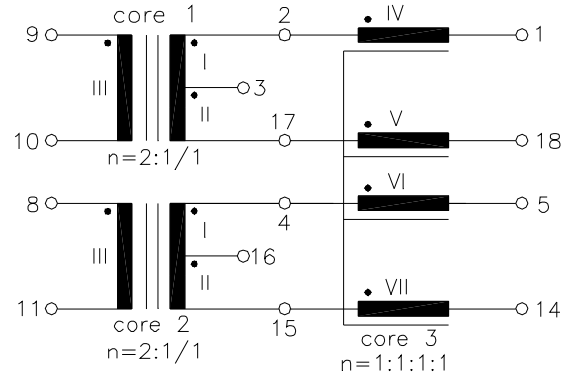 core 1
2
IV
9
1
I
III
3
II
V
17
10
18
n=2:1/1
VI
8
5
4
I
III
16
II
VII
11
14
15
core 2
core 3
n=2:1/1
n=1:1:1:1